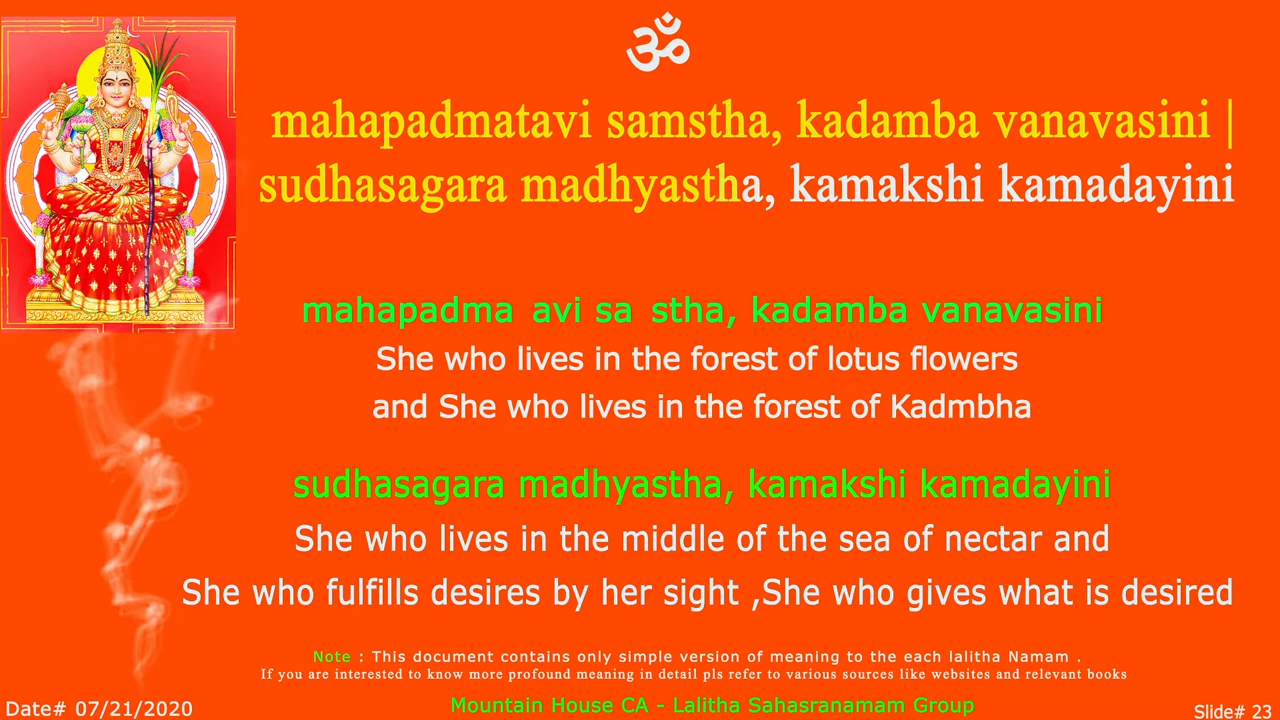 ॐ
mahapadmatavi samstha, kadamba vanavasini |
sudhasagara madhyastha, kamakshi kamadayini
mahapadma avi sa stha, kadamba vanavasini
She who lives in the forest of lotus flowers
and She who lives in the forest of Kadmbha
sudhasagara madhyastha, kamakshi kamadayini
She who lives in the middle of the sea of nectar and
She who fulfills desires by her sight ,She who gives what is desired
Note : This document contains only simple version of meaning to the each lalitha Namam .
If you are interested to know more profound meaning in detail pls refer to various sources like websites and relevant books
Date# 07/21/2020
Mountain House CA - Lalitha Sahasranamam Group
Slide# 23